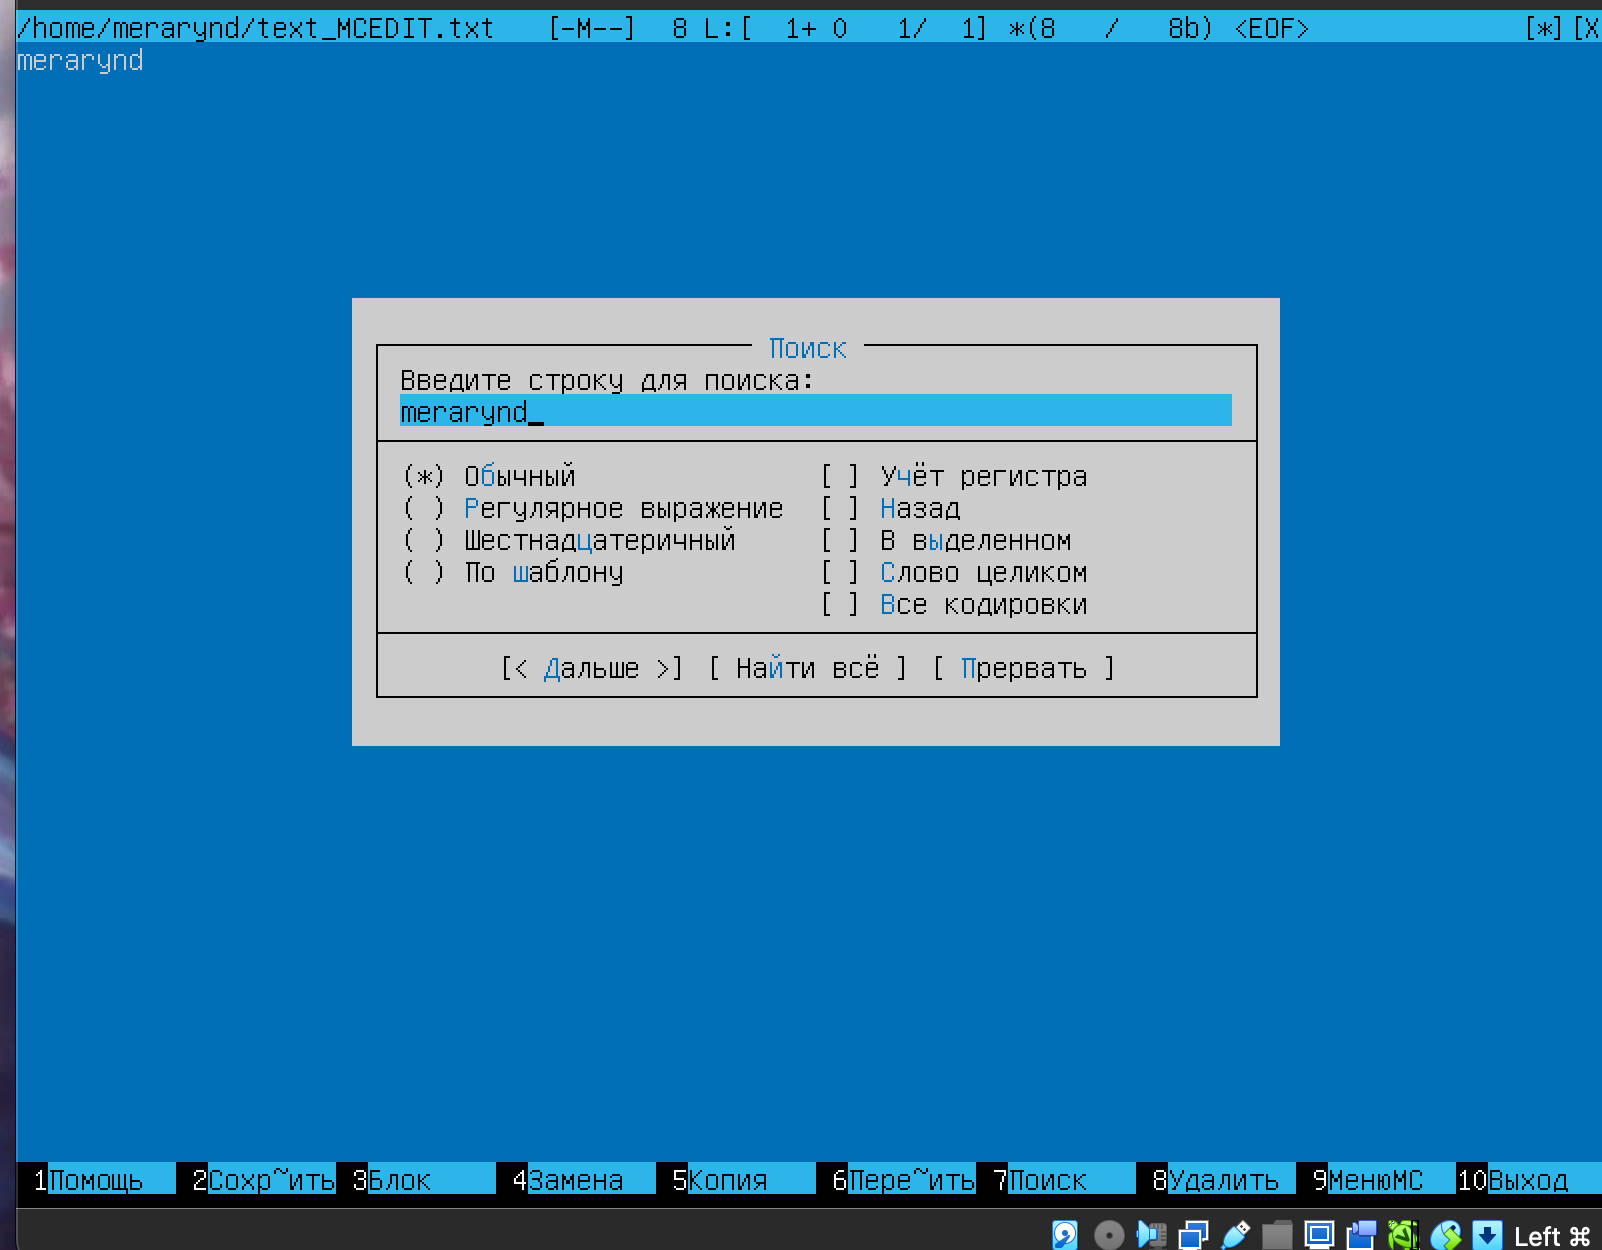 /home/merarynd/text_MCEDIT.txt [-M--] 8 L:[ 1+ 0 1/ 1] *(8 / 8b) <EOF> [*][X
merarynd
Поиск
Введите строку для поиска:
merarynd_
(*) Обычный [ ] Учёт регистра
( ) Регулярное выражение [ ] Назад
( ) Шестнадцатеричный [ ] В выделенном
( ) По шаблону [ ] Слово целиком
[ ] Все кодировки
[< Дальше >] [ Найти всё ] [ Прервать ]
1Помощь 2Сохр~ить 3Блок 4Замена 5Копия 6Пере~ить 7Поиск 8Удалить 9МенюMC 10Выход
Left ⌘